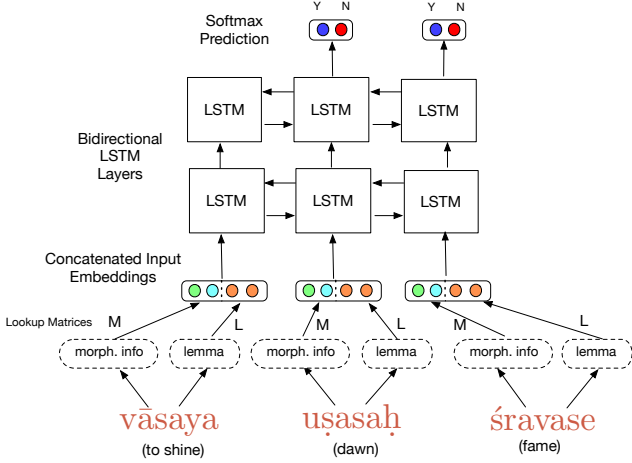 Softmax
Prediction
Y N Y N
LSTM LSTM LSTM
Bidirectional
LSTM
Layers
LSTM LSTM LSTM
Concatenated Input
Embeddings
Lookup Matrices M L M L M L
morph. info lemma morph. info lemma morph. info lemma
vāsaya uṣasaḥ śravase
(to shine) (dawn) (fame)